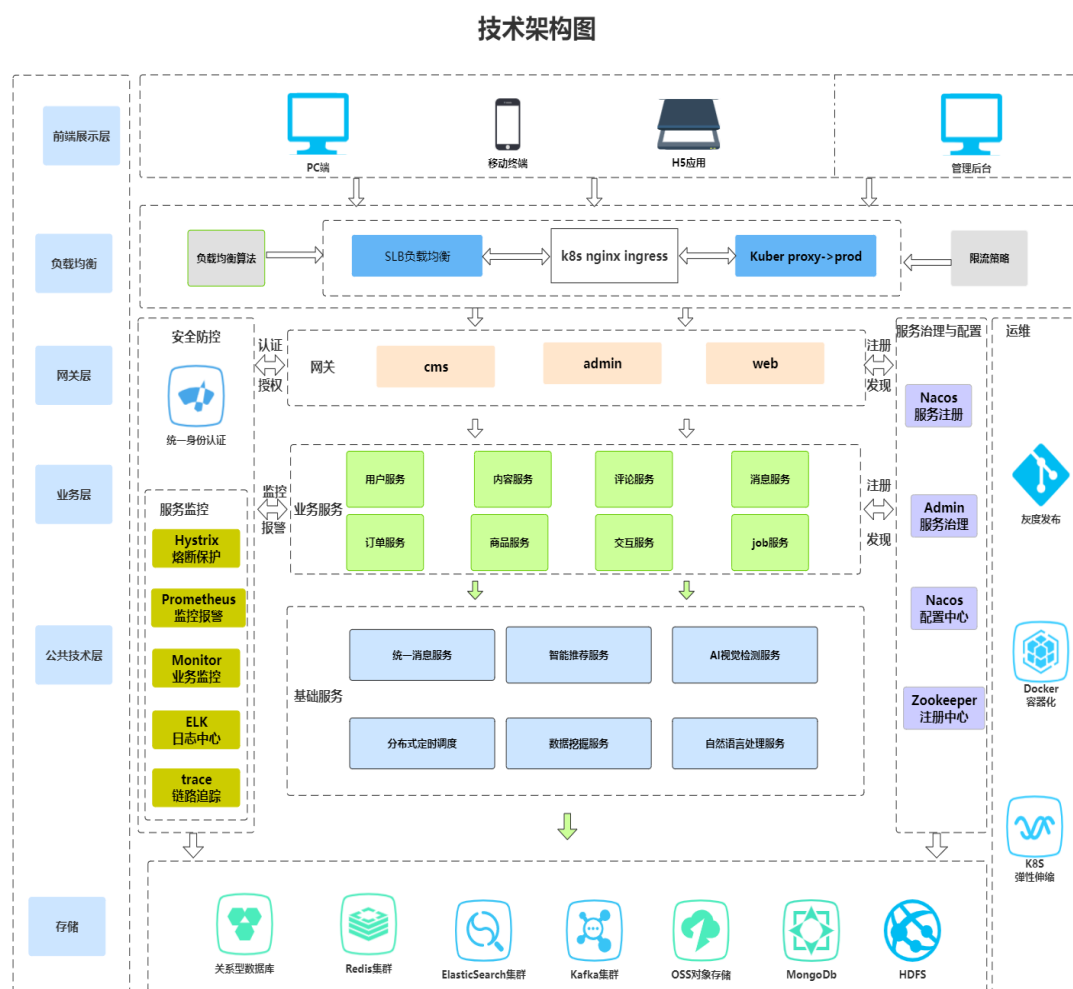 技术架构图
前端展示层
PC端
移动终端
H5应用
管理后台
负载均衡
负载均衡算法
SLB负载均衡
k8s nginx ingress
Kuber proxy->prod
限流策略
安全防控
统一身份认证
认证
授权
网关层
网关
cms
admin
web
注册
发现
服务治理与配置
运维
Nacos
服务注册
业务层
服务监控
监控
报警
业务服务
用户服务
内容服务
评论服务
消息服务
订单服务
商品服务
交互服务
job服务
注册
发现
Admin
服务治理
灰度发布
Hystrix
熔断保护
Prometheus
监控报警
Monitor
业务监控
ELK
日志中心
trace
链路追踪
公共技术层
基础服务
统一消息服务
智能推荐服务
AI视觉检测服务
分布式定时调度
数据挖掘服务
自然语言处理服务
Nacos
配置中心
Zookeeper
注册中心
Docker
容器化
K8S
弹性伸缩
存储
关系型数据库
Redis集群
ElasticSearch集群
Kafka集群
OSS对象存储
MongoDb
HDFS